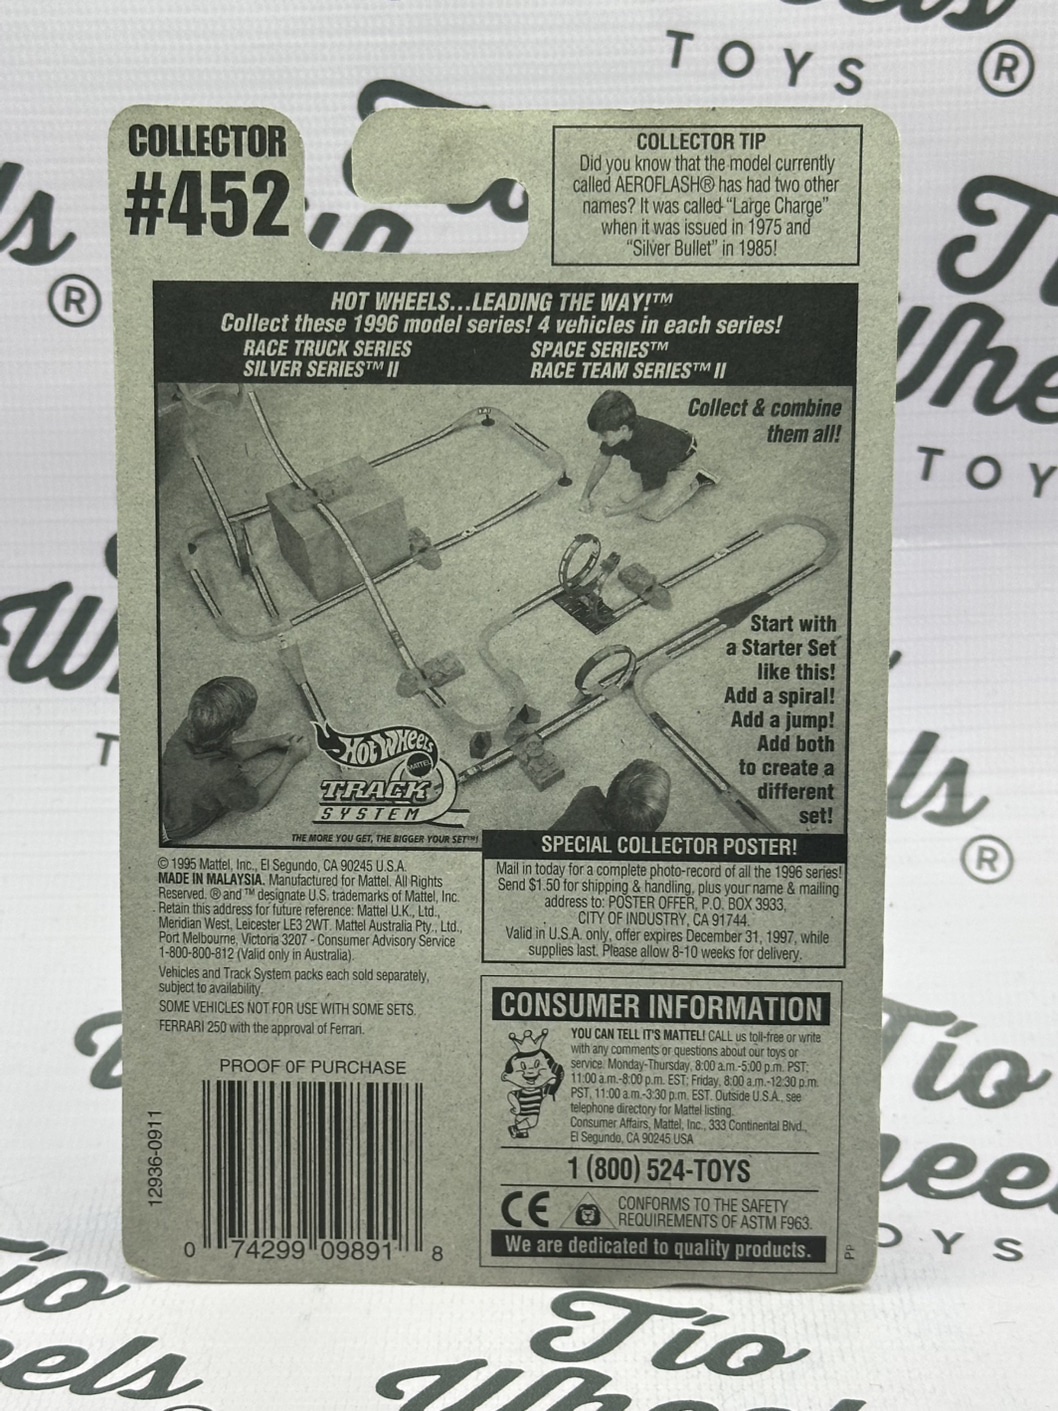 COLLECTOR
#452
COLLECTOR TIP
Did you know that the model currently
called AEROFLASH® has had two other
names? It was called "Large Charge"
when it was issued in 1975 and
"Silver Bullet" in 1985!
HOT WHEELS...LEADING THE WAY!™
Collect these 1996 model series! 4 vehicles in each series!
RACE TRUCK SERIES
SILVER SERIES™ II
SPACE SERIES™
RACE TEAM SERIES™ II
Collect & combine
them all!
Start with
a Starter Set
like this!
Add a spiral!
Add a jump!
Add both
to create a
different
set!
HOT WHEELS
MATTEL
TRACK
SYSTEM
THE MORE YOU GET, THE BIGGER YOUR SET™!
© 1995 Mattel, Inc., El Segundo, CA 90245 U.S.A.
MADE IN MALAYSIA. Manufactured for Mattel. All Rights
Reserved. ® and ™ designate U.S. trademarks of Mattel, Inc.
Retain this address for future reference: Mattel U.K., Ltd.,
Meridian West, Leicester LE3 2WT. Mattel Australia Pty., Ltd.,
Port Melbourne, Victoria 3207 - Consumer Advisory Service
1-800-800-812 (Valid only in Australia).
Vehicles and Track System packs each sold separately,
subject to availability.
SOME VEHICLES NOT FOR USE WITH SOME SETS.
FERRARI 250 with the approval of Ferrari.
PROOF OF PURCHASE
12936-0911
0 74299 09891 8
SPECIAL COLLECTOR POSTER!
Mail in today for a complete photo-record of all the 1996 series!
Send $1.50 for shipping & handling, plus your name & mailing
address to: POSTER OFFER, P.O. BOX 3933,
CITY OF INDUSTRY, CA 91744.
Valid in U.S.A. only, offer expires December 31, 1997, while
supplies last. Please allow 8-10 weeks for delivery.
CONSUMER INFORMATION
YOU CAN TELL IT'S MATTEL! CALL us toll-free or write
with any comments or questions about our toys or
service. Monday-Thursday, 8:00 a.m.-5:00 p.m. PST;
11:00 a.m.-8:00 p.m. EST; Friday, 8:00 a.m.-12:30 p.m.
PST, 11:00 a.m.-3:30 p.m. EST. Outside U.S.A., see
telephone directory for Mattel listing.
Consumer Affairs, Mattel, Inc., 333 Continental Blvd.,
El Segundo, CA 90245 USA
1 (800) 524-TOYS
CE
CONFORMS TO THE SAFETY
REQUIREMENTS OF ASTM F963.
We are dedicated to quality products.
PP
Tio
Wheels
TOYS
®